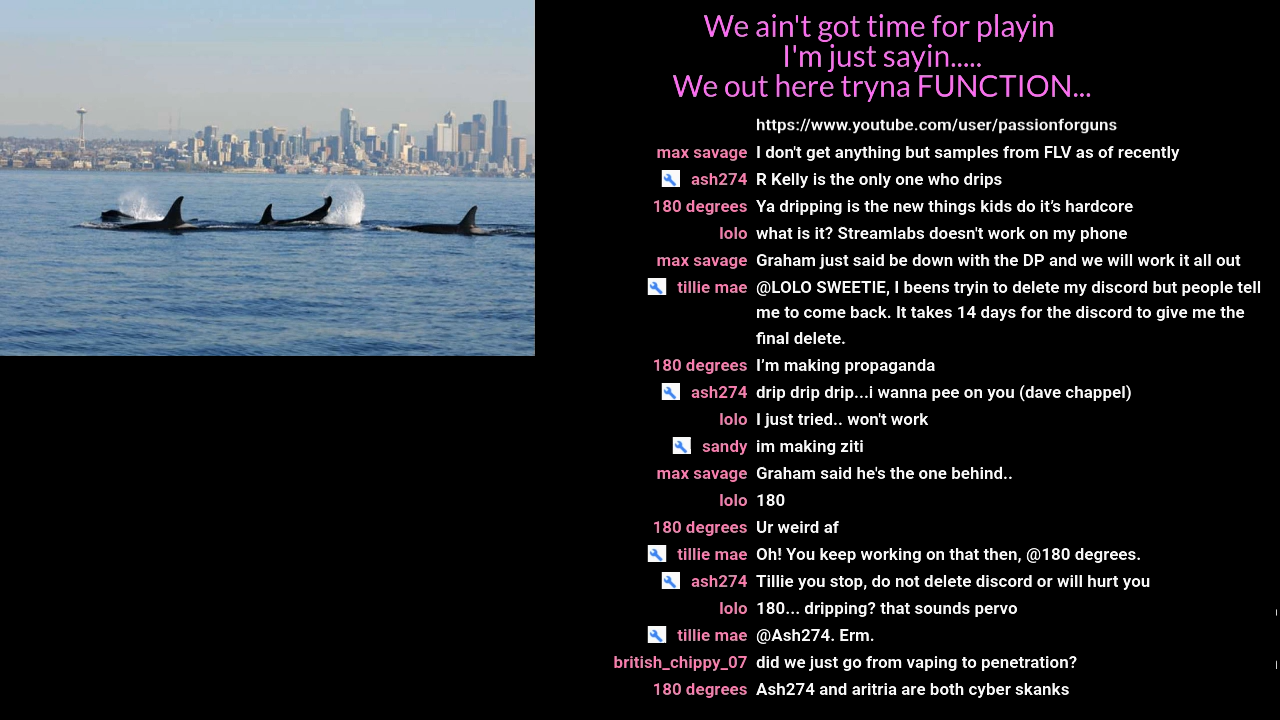 We ain't got time for playin
I'm just sayin.....
We out here tryna FUNCTION...
https://www.youtube.com/user/passionforguns
max savage I don't get anything but samples from FLV as of recently
ash274 R Kelly is the only one who drips
180 degrees Ya dripping is the new things kids do it’s hardcore
lolo what is it? Streamlabs doesn't work on my phone
max savage Graham just said be down with the DP and we will work it all out
tillie mae @LOLO SWEETIE, I beens tryin to delete my discord but people tell
me to come back. It takes 14 days for the discord to give me the
final delete.
180 degrees I’m making propaganda
ash274 drip drip drip...i wanna pee on you (dave chappel)
lolo I just tried.. won't work
sandy im making ziti
max savage Graham said he's the one behind..
lolo 180
180 degrees Ur weird af
tillie mae Oh! You keep working on that then, @180 degrees.
ash274 Tillie you stop, do not delete discord or will hurt you
lolo 180... dripping? that sounds pervo
tillie mae @Ash274. Erm.
british_chippy_07 did we just go from vaping to penetration?
180 degrees Ash274 and aritria are both cyber skanks